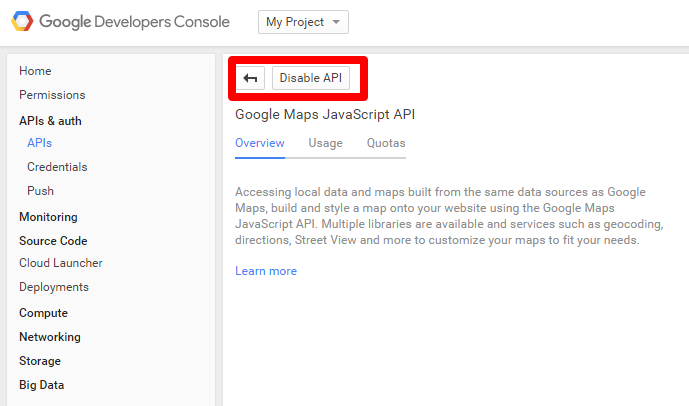 Google Developers Console
My Project
Home
Permissions
APIs & auth
APIs
Credentials
Push
Monitoring
Source Code
Cloud Launcher
Deployments
Compute
Networking
Storage
Big Data
Disable API
Google Maps JavaScript API
Overview Usage Quotas
Accessing local data and maps built from the same data sources as Google
Maps, build and style a map onto your website using the Google Maps
JavaScript API. Multiple libraries are available and services such as geocoding,
directions, Street View and more to customize your maps to fit your needs.
Learn more